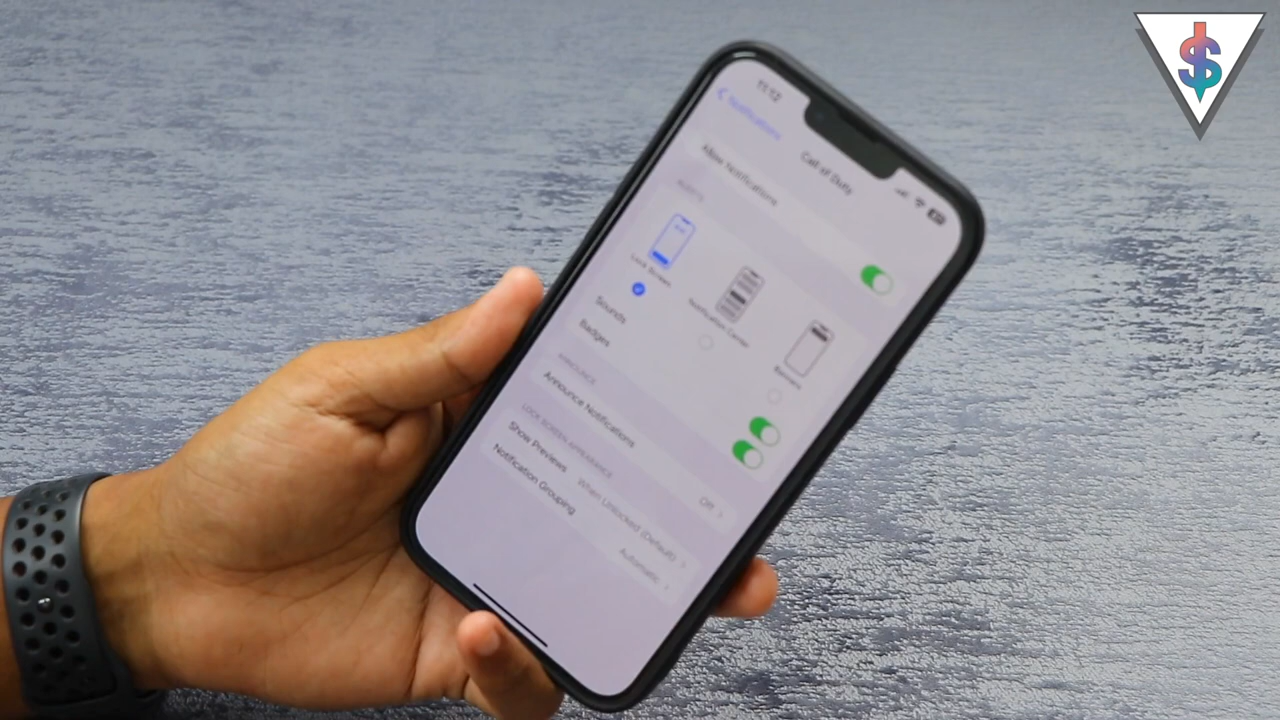 11:12
Notifications
Call of Duty
Allow Notifications
ALERTS
Lock Screen
Notification Center
Banners
Sounds
Badges
ANNOUNCE
Announce Notifications
Off
LOCK SCREEN APPEARANCE
Show Previews
When Unlocked (Default)
Notification Grouping
Automatic
$